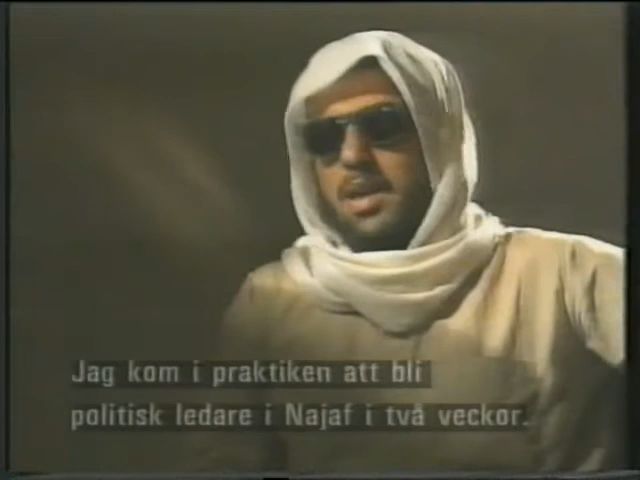 Jag kom i praktiken att bli
politisk ledare i Najaf i två veckor.